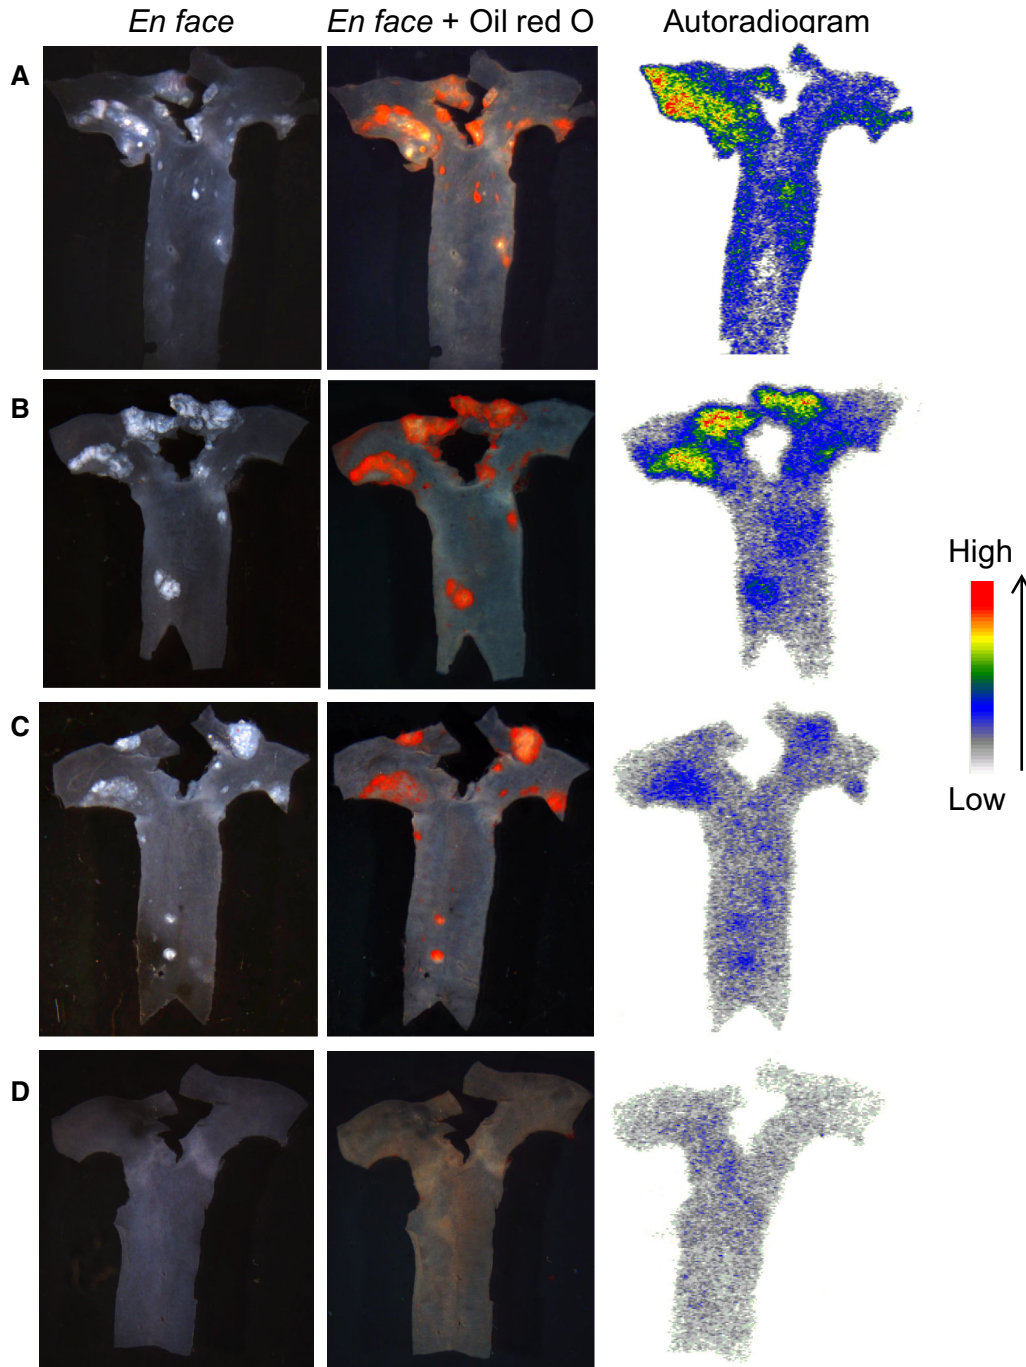 En face
En face + Oil red O
Autoradiogram
A
B
High
Low
C
D